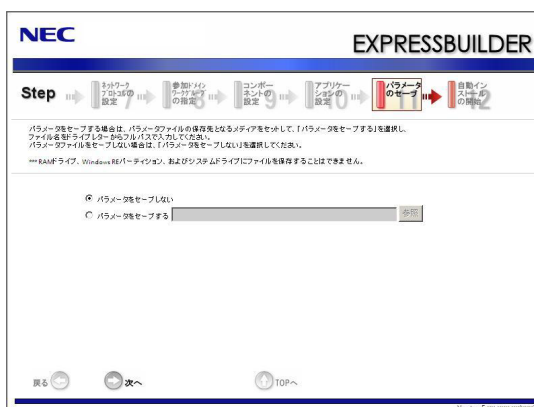 NEC
EXPRESSBUILDER
Step
ネットワーク
プロトコルの
設定 7
参加ドメイン
ワークグループ
の指定 8
コンポー
ネントの
設定 9
アプリケー
ションの
設定 10
パラメータ
のセーブ 11
自動イン
ストール
の開始 12
パラメータをセーブする場合は、パラメータファイルの保存先となるメディアをセットして、「パラメータをセーブする」を選択し、
ファイル名をドライブレターからフルパスで入力してください。
パラメータファイルをセーブしない場合は、「パラメータをセーブしない」を選択してください。
RAMドライブ、Windows REパーティション、およびシステムドライブにファイルを保存することはできません。
パラメータをセーブしない
パラメータをセーブする
参照
戻る
次へ
TOPへ